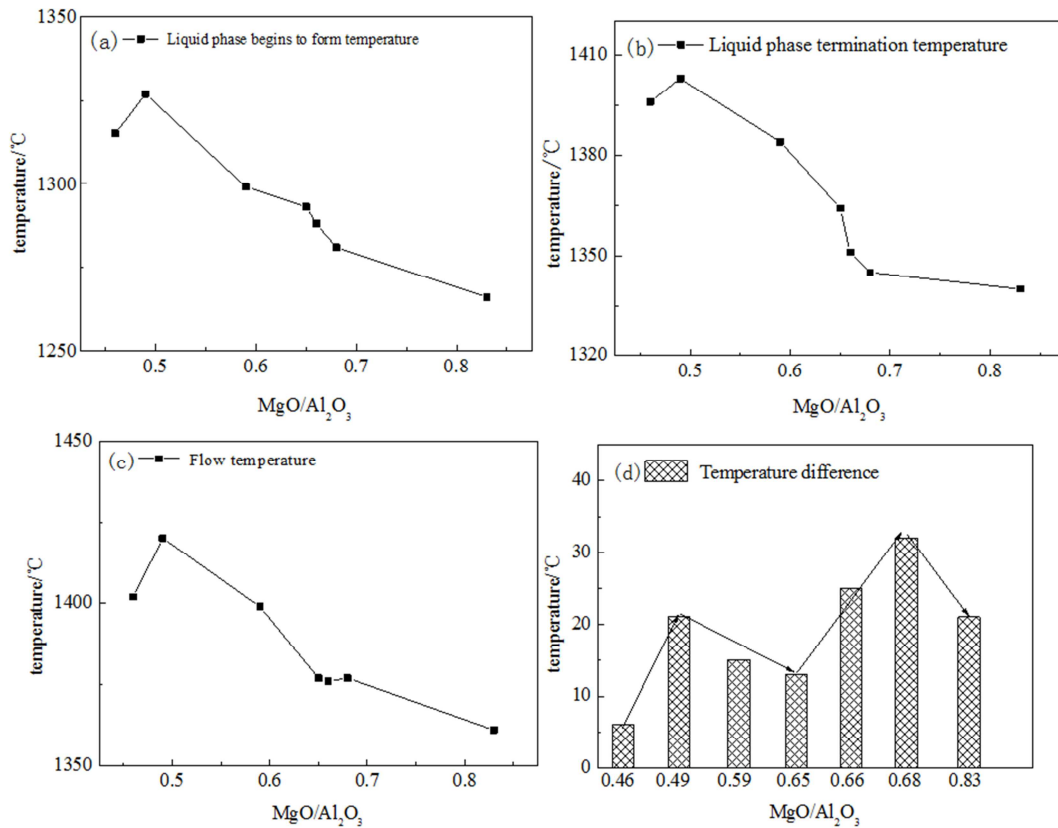 (a) Liquid phase begins to form temperature
temperature/℃
1350
1300
1250
0.5 0.6 0.7 0.8
MgO/Al₂O₃
(b) Liquid phase termination temperature
temperature/℃
1410
1380
1350
1320
0.5 0.6 0.7 0.8
MgO/Al₂O₃
(c) Flow temperature
temperature/℃
1450
1400
1350
0.5 0.6 0.7 0.8
MgO/Al₂O₃
(d) Temperature difference
temperature/℃
40
30
20
10
0
0.46 0.49 0.59 0.65 0.66 0.68 0.83
MgO/Al₂O₃